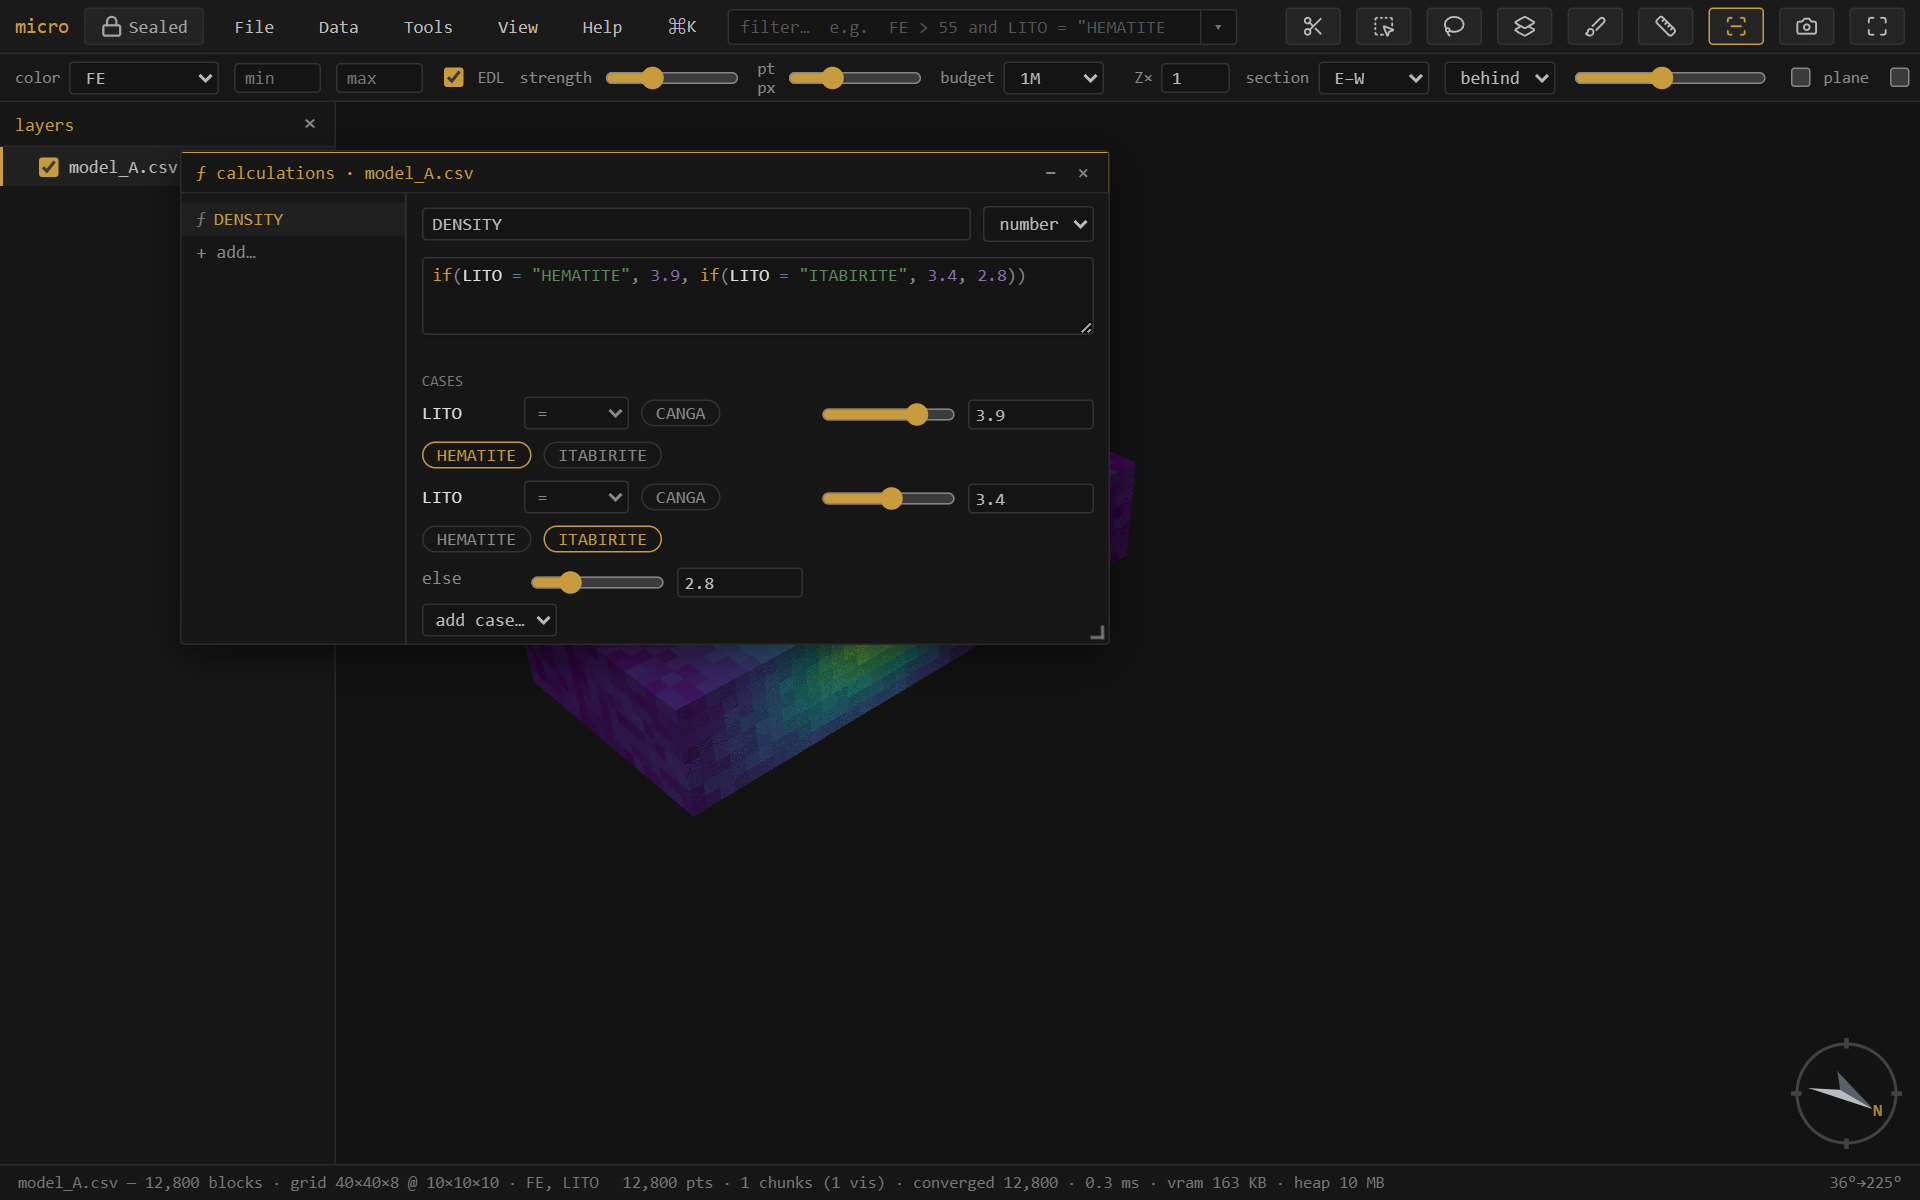 micro Sealed File Data Tools View Help ⌘K filter… e.g. FE > 55 and LITO = "HEMATITE
color FE min max EDL strength pt px budget 1M Z× 1 section E–W behind plane
layers ×
model_A.csv
ƒ calculations · model_A.csv – ×
ƒ DENSITY
+ add…
DENSITY number
if(LITO = "HEMATITE", 3.9, if(LITO = "ITABIRITE", 3.4, 2.8))
CASES
LITO = CANGA 3.9
HEMATITE ITABIRITE
LITO = CANGA 3.4
HEMATITE ITABIRITE
else 2.8
add case…
N
model_A.csv — 12,800 blocks · grid 40×40×8 @ 10×10×10 · FE, LITO 12,800 pts · 1 chunks (1 vis) · converged 12,800 · 0.3 ms · vram 163 KB · heap 10 MB 36°→225°